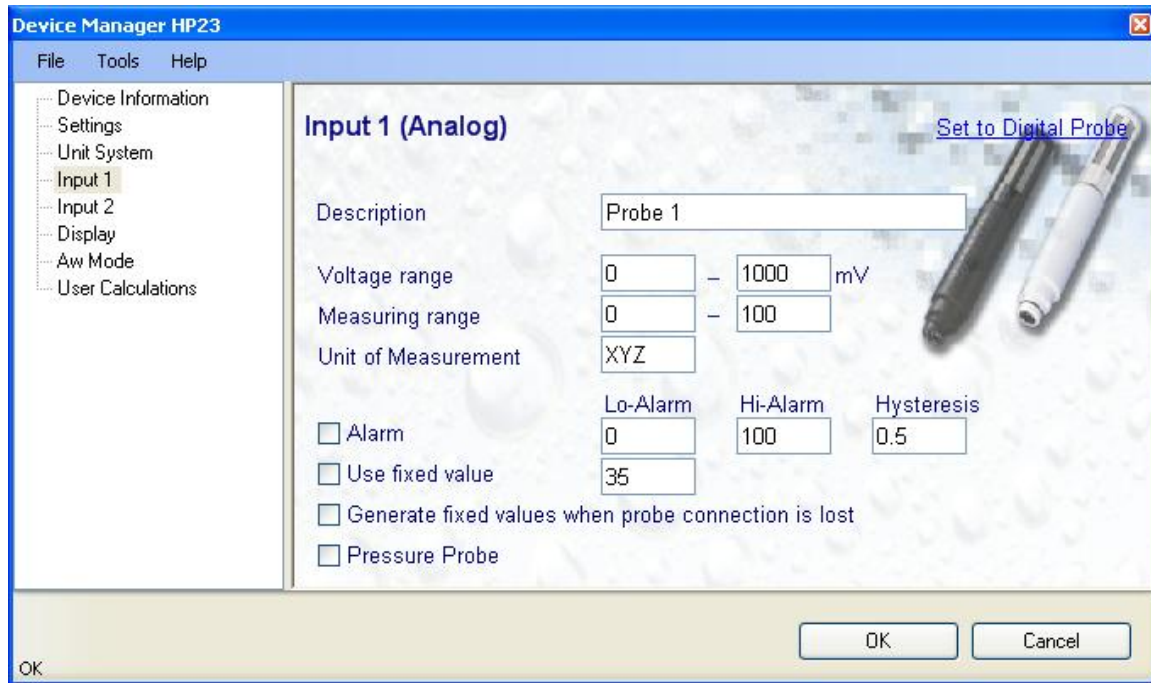 Device Manager HP23
File Tools Help
Device Information
Settings
Unit System
Input 1
Input 2
Display
Aw Mode
User Calculations
Input 1 (Analog)
Set to Digital Probe
Description Probe 1
Voltage range 0 – 1000 mV
Measuring range 0 – 100
Unit of Measurement XYZ
Lo-Alarm Hi-Alarm Hysteresis
Alarm 0 100 0.5
Use fixed value 35
Generate fixed values when probe connection is lost
Pressure Probe
OK Cancel
OK